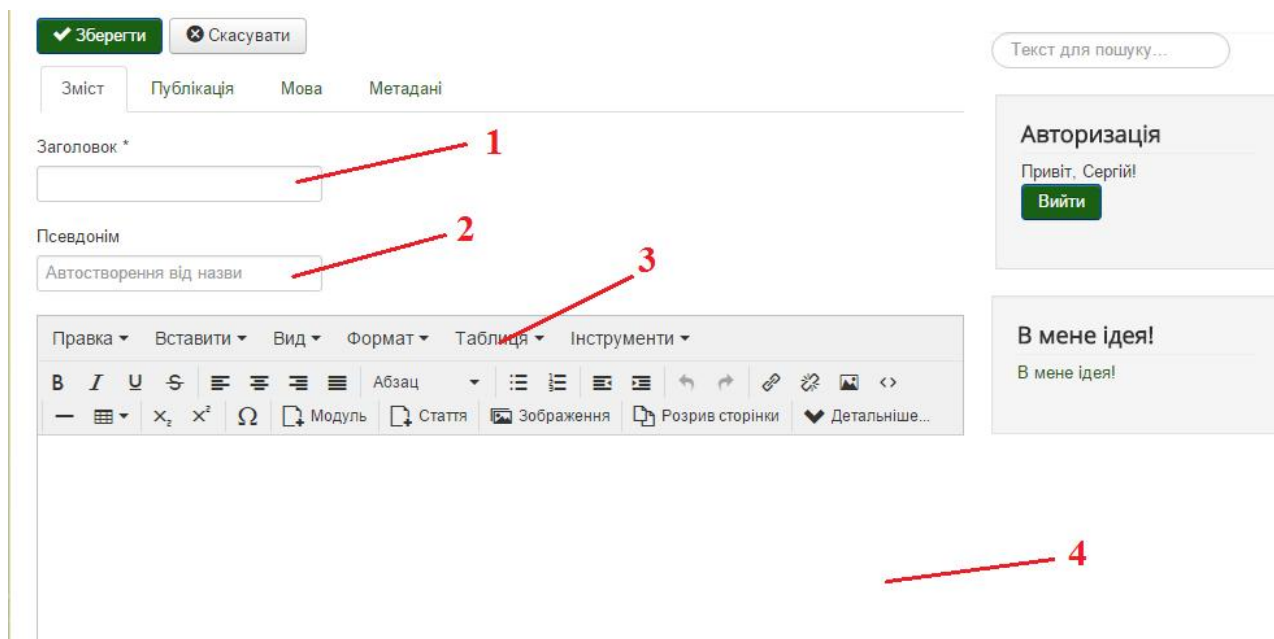 Зберегти Скасувати
Текст для пошуку...
Зміст Публікація Мова Метадані
Заголовок *
1
Авторизація
Привіт, Сергій!
Вийти
Псевдонім
2
Автостворення від назви
3
Правка Вставити Вид Формат Таблиця Інструменти
В мене ідея!
В мене ідея!
B I U S Абзац
X₂ X² Ω Модуль Стаття Зображення Розрив сторінки Детальніше...
4